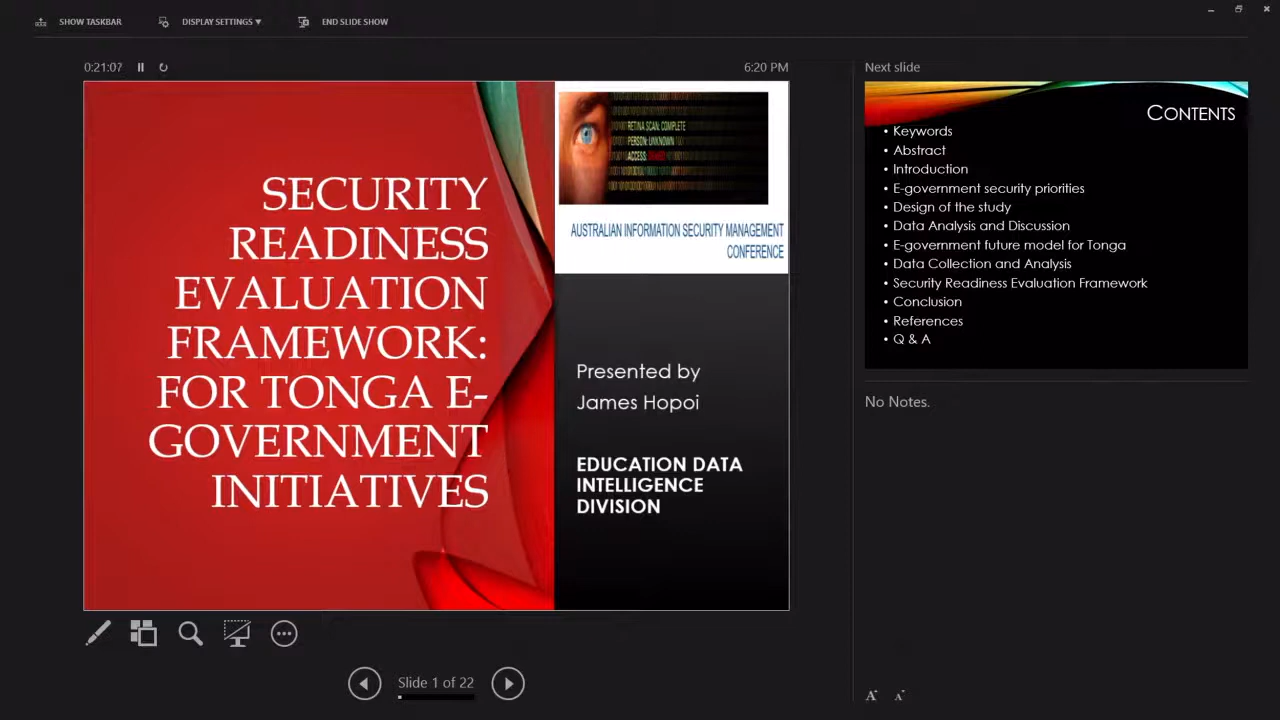 SHOW TASKBAR
DISPLAY SETTINGS
END SLIDE SHOW
0:21:07
6:20 PM
SECURITY
READINESS
EVALUATION
FRAMEWORK:
FOR TONGA E-
GOVERNMENT
INITIATIVES
RETINA SCAN: COMPLETE
PERSON: UNKNOWN
ACCESS: DENIED
AUSTRALIAN INFORMATION SECURITY MANAGEMENT
CONFERENCE
Presented by
James Hopoi
EDUCATION DATA
INTELLIGENCE
DIVISION
Next slide
CONTENTS
• Keywords
• Abstract
• Introduction
• E-government security priorities
• Design of the study
• Data Analysis and Discussion
• E-government future model for Tonga
• Data Collection and Analysis
• Security Readiness Evaluation Framework
• Conclusion
• References
• Q & A
No Notes.
Slide 1 of 22
A A